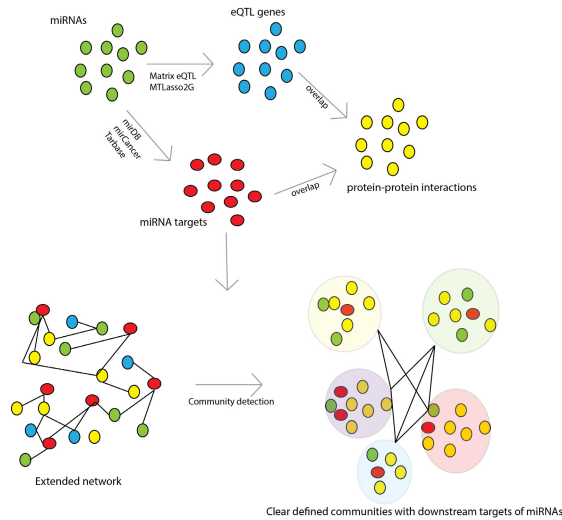 miRNAs
eQTL genes
Matrix eQTL
MTLasso2G
overlap
mirDB
mirCancer
Tarbase
overlap
protein-protein interactions
miRNA targets
Community detection
Extended network
Clear defined communities with downstream targets of miRNAs